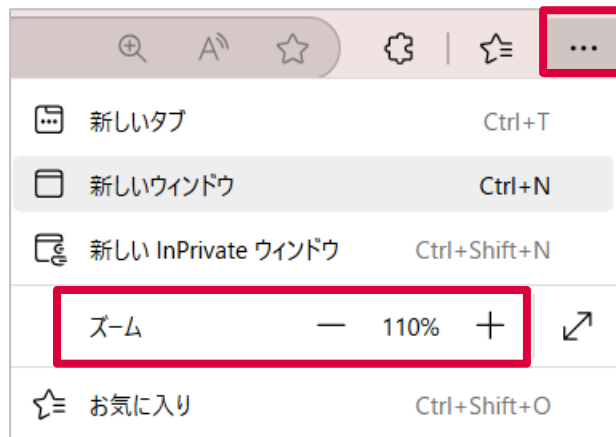 新しいタブ Ctrl+T
新しいウィンドウ Ctrl+N
新しい InPrivate ウィンドウ Ctrl+Shift+N
ズーム — 110% +
お気に入り Ctrl+Shift+O